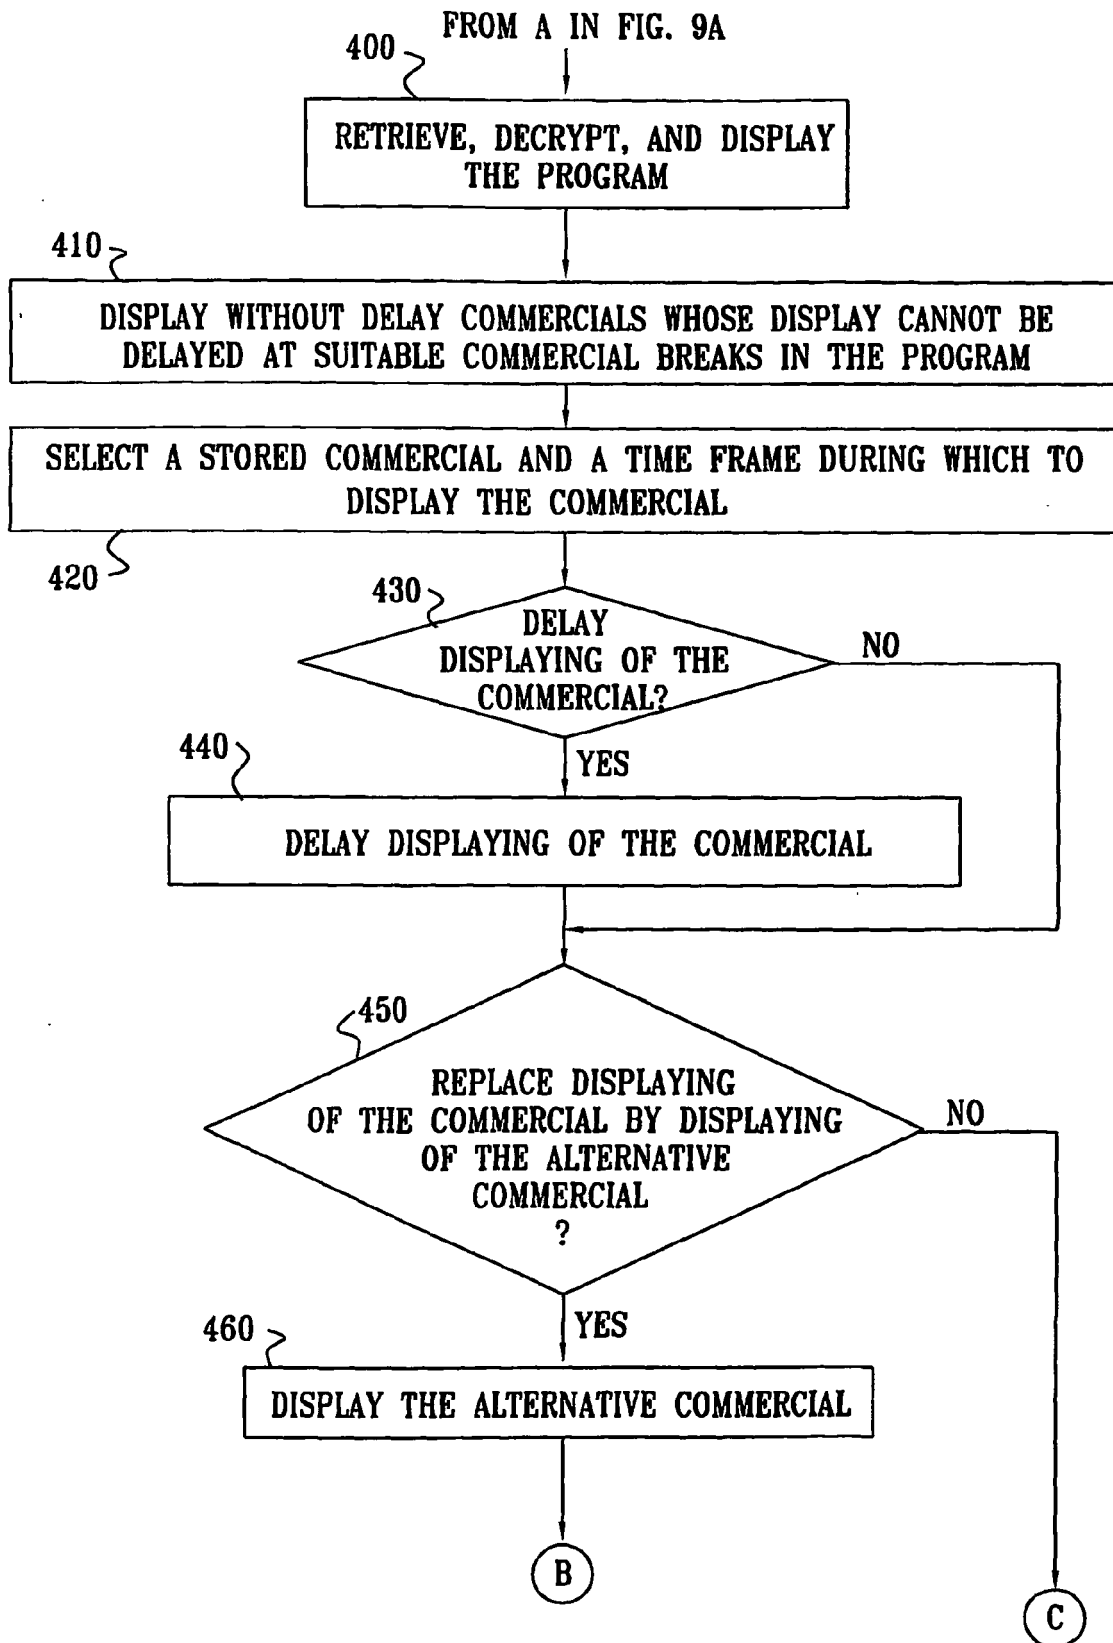 FROM A IN FIG. 9A
400
RETRIEVE, DECRYPT, AND DISPLAY
THE PROGRAM
410
DISPLAY WITHOUT DELAY COMMERCIALS WHOSE DISPLAY CANNOT BE
DELAYED AT SUITABLE COMMERCIAL BREAKS IN THE PROGRAM
SELECT A STORED COMMERCIAL AND A TIME FRAME DURING WHICH TO
DISPLAY THE COMMERCIAL
420
430
DELAY
DISPLAYING OF THE
COMMERCIAL?
NO
YES
440
DELAY DISPLAYING OF THE COMMERCIAL
450
REPLACE DISPLAYING
OF THE COMMERCIAL BY DISPLAYING
OF THE ALTERNATIVE
COMMERCIAL
?
NO
YES
460
DISPLAY THE ALTERNATIVE COMMERCIAL
B
C